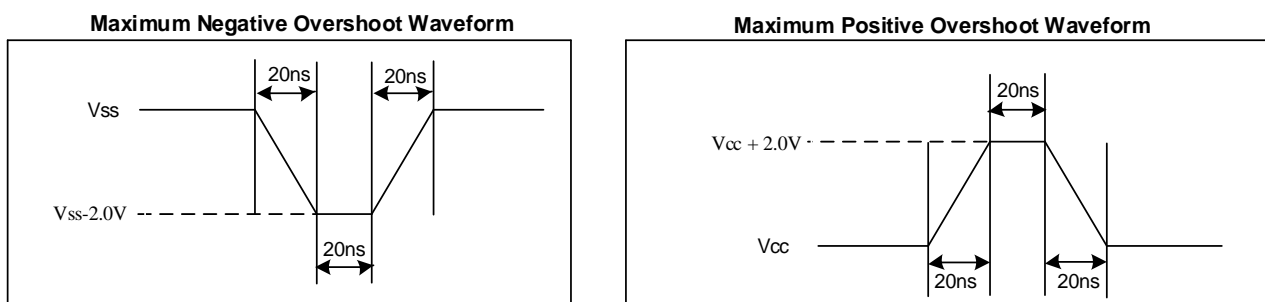 Maximum Negative Overshoot Waveform
20ns
20ns
Vss
Vss-2.0V
20ns
Maximum Positive Overshoot Waveform
20ns
Vcc + 2.0V
Vcc
20ns
20ns